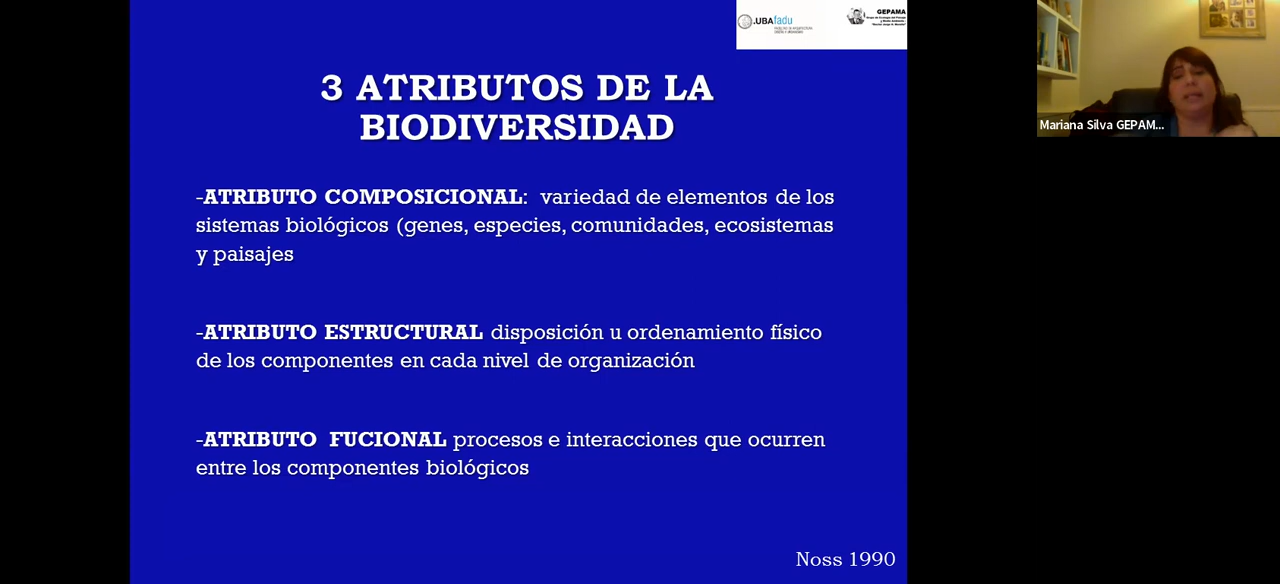 .UBAfadu
GEPAMA
3 ATRIBUTOS DE LA
BIODIVERSIDAD
-ATRIBUTO COMPOSICIONAL: variedad de elementos de los
sistemas biológicos (genes, especies, comunidades, ecosistemas
y paisajes
-ATRIBUTO ESTRUCTURAL disposición u ordenamiento físico
de los componentes en cada nivel de organización
-ATRIBUTO FUCIONAL procesos e interacciones que ocurren
entre los componentes biológicos
Noss 1990
Mariana Silva GEPAM...